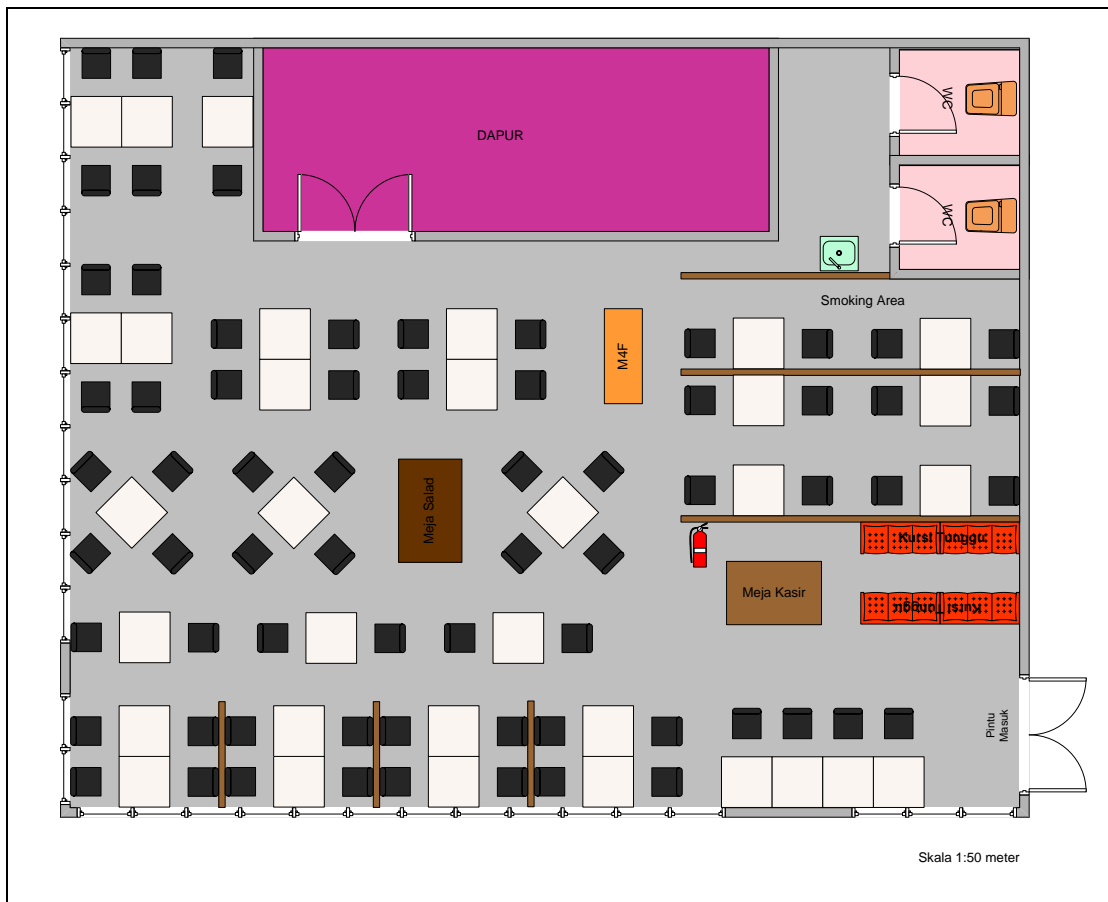 DAPUR
WC
WC
Smoking Area
M4F
Meja Salad
Kursi Tunggu
Meja Kasir
Kursi Tunggu
Pintu
Masuk
Skala 1:50 meter